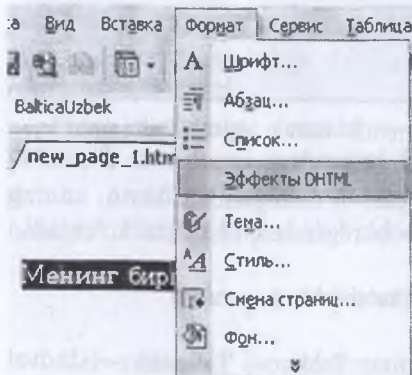 Вид Вставка Формат Сервис Таблица
BalticaUzbek
new_page_1.htm
Шрифт...
Абзац...
Список...
Эффекты DHTML
Тема...
Стиль...
Смена страниц...
Фон...
Менинг